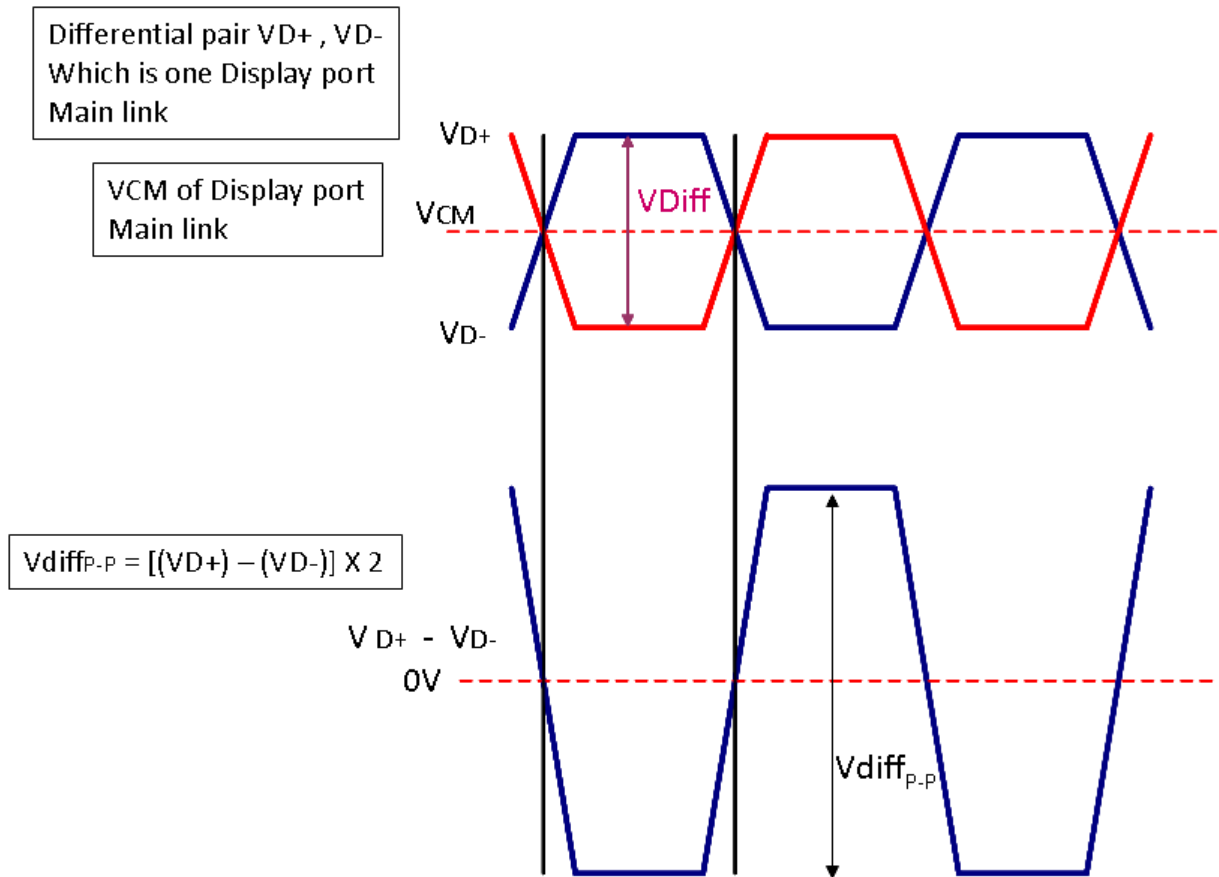 Differential pair VD+ , VD-
Which is one Display port
Main link
VD+
VCM of Display port
Main link
VDiff
VCM
VD-
VdiffP-P = [(VD+) – (VD-)] X 2
V D+ - VD-
0V
VdiffP-P